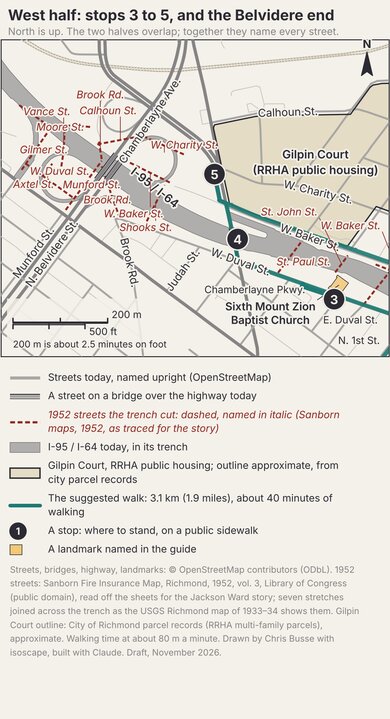 West half: stops 3 to 5, and the Belvidere end
North is up. The two halves overlap; together they name every street.
N
Brook Rd.
Chamberlayne Ave.
Vance St.
Calhoun St.
Calhoun St.
Moore St.
W. Charity St.
Gilmer St.
Gilpin Court
(RRHA public housing)
5
W. Duval St.
I-95 / I-64
Axtel St.
Munford St.
W. Charity St.
Brook Rd.
St. John St.
W. Baker St.
W. Baker St.
W. Baker St.
Shooks St.
4
Munford St.
N. Belvidere St.
Brook Rd.
Judah St.
W. Duval St.
St. Paul St.
Chamberlayne Pkwy.
3
Sixth Mount Zion
Baptist Church
E. Duval St.
N. 1st St.
200 m
500 ft
200 m is about 2.5 minutes on foot
Streets today, named upright (OpenStreetMap)
A street on a bridge over the highway today
1952 streets the trench cut: dashed, named in italic (Sanborn
maps, 1952, as traced for the story)
I-95 / I-64 today, in its trench
Gilpin Court, RRHA public housing; outline approximate, from
city parcel records
The suggested walk: 3.1 km (1.9 miles), about 40 minutes of
walking
1 A stop: where to stand, on a public sidewalk
A landmark named in the guide
Streets, bridges, highway, landmarks: © OpenStreetMap contributors (ODbL). 1952
streets: Sanborn Fire Insurance Map, Richmond, 1952, vol. 3, Library of Congress
(public domain), read off the sheets for the Jackson Ward story; seven stretches
joined across the trench as the USGS Richmond map of 1933–34 shows them. Gilpin
Court outline: City of Richmond parcel records (RRHA multi-family parcels),
approximate. Walking time at about 80 m a minute. Drawn by Chris Busse with
isoscape, built with Claude. Draft, November 2026.